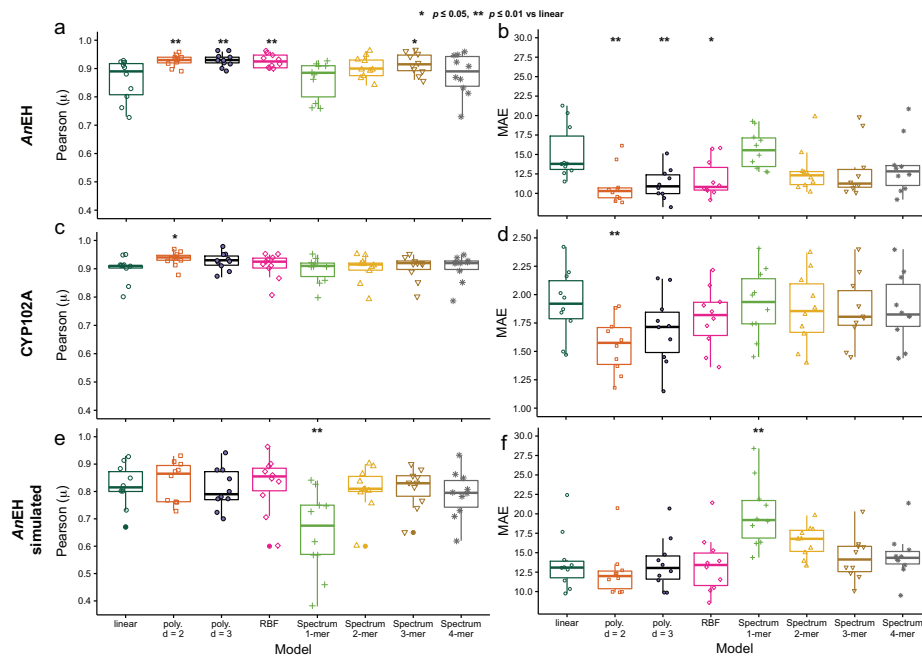 * p ≤ 0.05, ** p ≤ 0.01 vs linear
a
AnEH
Pearson (μ)
1.0
0.9
0.8
0.7
0.6
0.5
0.4
** ** ** *
b
MAE
25.0
22.5
20.0
17.5
15.0
12.5
10.0
** ** *
c
CYP102A
Pearson (μ)
1.0
0.9
0.8
0.7
0.6
0.5
0.4
*
d
MAE
2.50
2.25
2.00
1.75
1.50
1.25
1.00
**
e
AnEH
simulated
Pearson (μ)
1.0
0.9
0.8
0.7
0.6
0.5
0.4
**
f
MAE
30.0
27.5
25.0
22.5
20.0
17.5
15.0
12.5
10.0
**
linear
poly.
d = 2
poly.
d = 3
RBF
Spectrum
1-mer
Spectrum
2-mer
Spectrum
3-mer
Spectrum
4-mer
Model
linear
poly.
d = 2
poly.
d = 3
RBF
Spectrum
1-mer
Spectrum
2-mer
Spectrum
3-mer
Spectrum
4-mer
Model